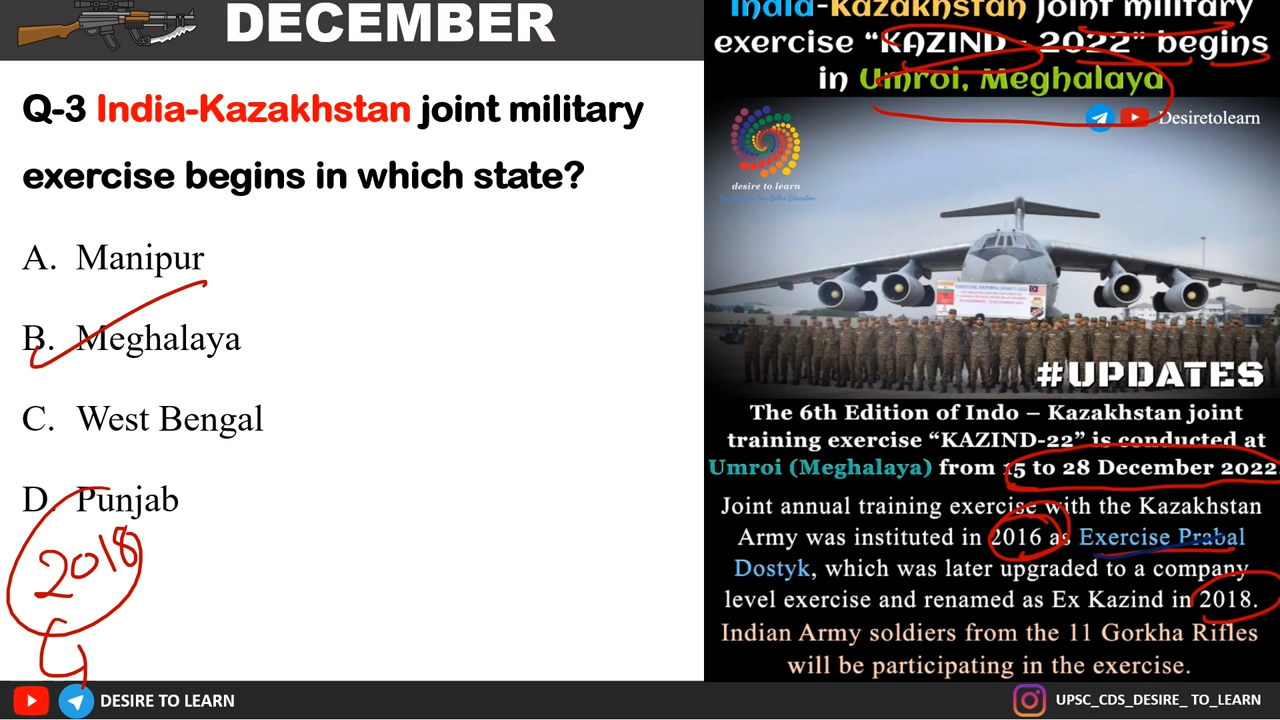 DECEMBER
Q-3 India-Kazakhstan joint military
exercise begins in which state?
A. Manipur
B. Meghalaya
C. West Bengal
D. Punjab
2018
India-Kazakhstan joint military
exercise “KAZIND - 2022” begins
in Umroi, Meghalaya
Desiretolearn
desire to learn
#UPDATES
The 6th Edition of Indo – Kazakhstan joint
training exercise “KAZIND-22” is conducted at
Umroi (Meghalaya) from 15 to 28 December 2022.
Joint annual training exercise with the Kazakhstan
Army was instituted in 2016 as Exercise Prabal
Dostyk, which was later upgraded to a company
level exercise and renamed as Ex Kazind in 2018.
Indian Army soldiers from the 11 Gorkha Rifles
will be participating in the exercise.
DESIRE TO LEARN
UPSC_CDS_DESIRE_ TO_LEARN